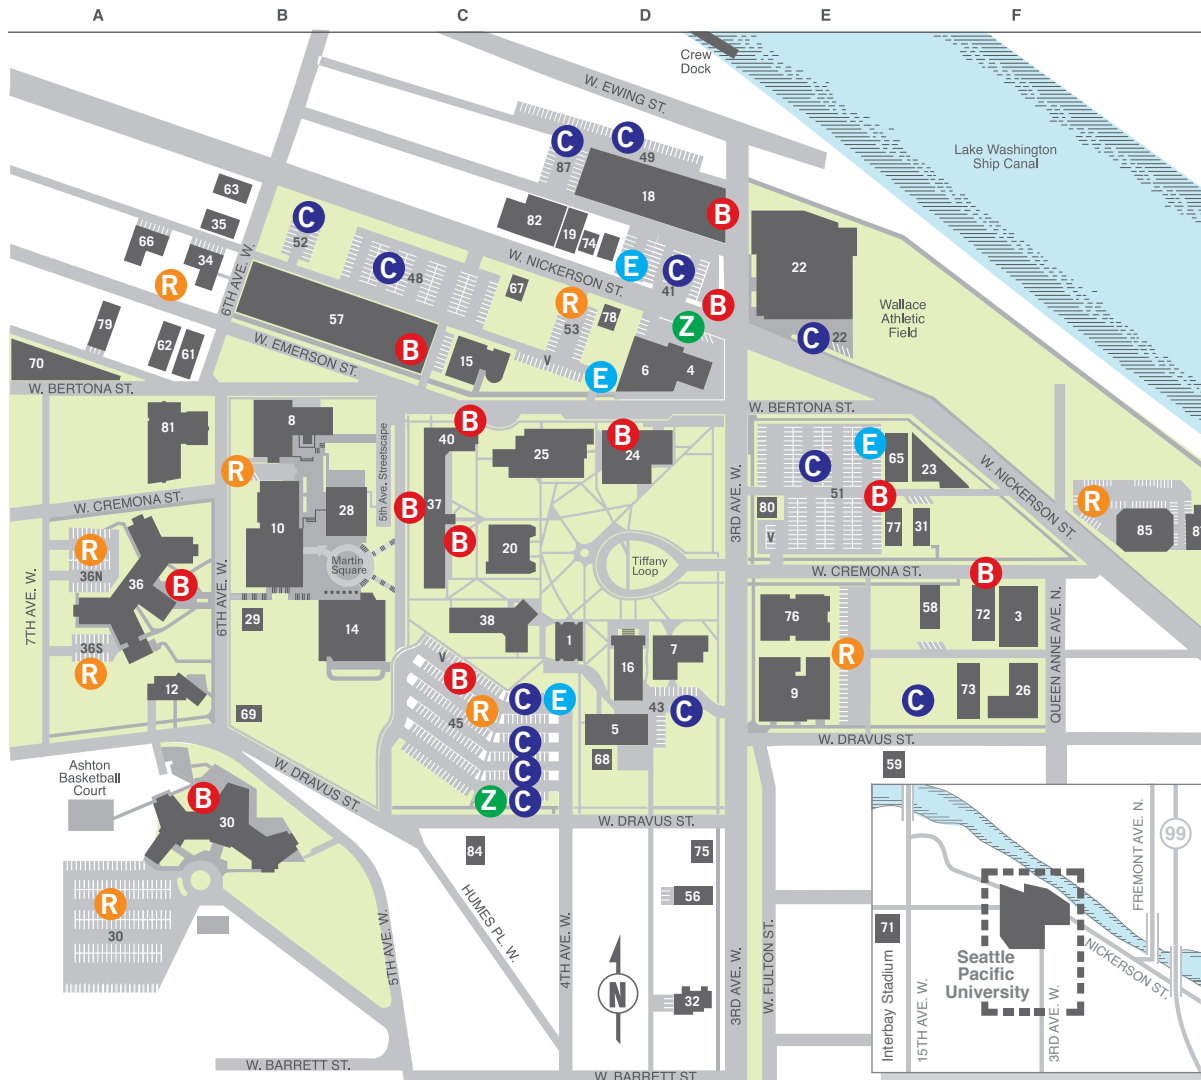 A B C D E F
Crew
Dock
W. EWING ST.
Lake Washington
Ship Canal
C
C
49
87
18
B
63
35
C
52
82
19
74
66
34
6TH AVE. W.
R
C
48
W. NICKERSON ST.
E
C
41
22
67
R
53
78
B
Z
C
22
Wallace
Athletic
Field
79
62
61
57
B
W. EMERSON ST.
15
V
E
6
4
70
W. BERTONA ST.
W. BERTONA ST.
81
8
5th Ave. Streetscape
B
40
25
B
24
3RD AVE. W.
E
65
23
W. NICKERSON ST.
R
C
51
B
W. CREMONA ST.
10
28
B
37
B
20
80
V
77
31
R
85
8
R
36N
36
B
7TH AVE. W.
6TH AVE. W.
Martin
Square
Tiffany
Loop
W. CREMONA ST.
B
29
14
38
1
16
7
76
58
72
3
QUEEN ANNE AVE. N.
36S
R
12
V
B
R
45
C
E
43
C
R
9
C
73
26
69
5
68
C
C
Z
C
W. DRAVUS ST.
W. DRAVUS ST.
W. DRAVUS ST.
59
Ashton
Basketball
Court
B
30
R
30
84
75
56
HUMES PL. W.
5TH AVE. W.
4TH AVE. W.
N
32
3RD AVE. W.
W. FULTON ST.
W. BARRETT ST.
W. BARRETT ST.
71
Interbay Stadium
15TH AVE. W.
Seattle
Pacific
University
3RD AVE. W.
NICKERSON ST.
FREMONT AVE. N.
99